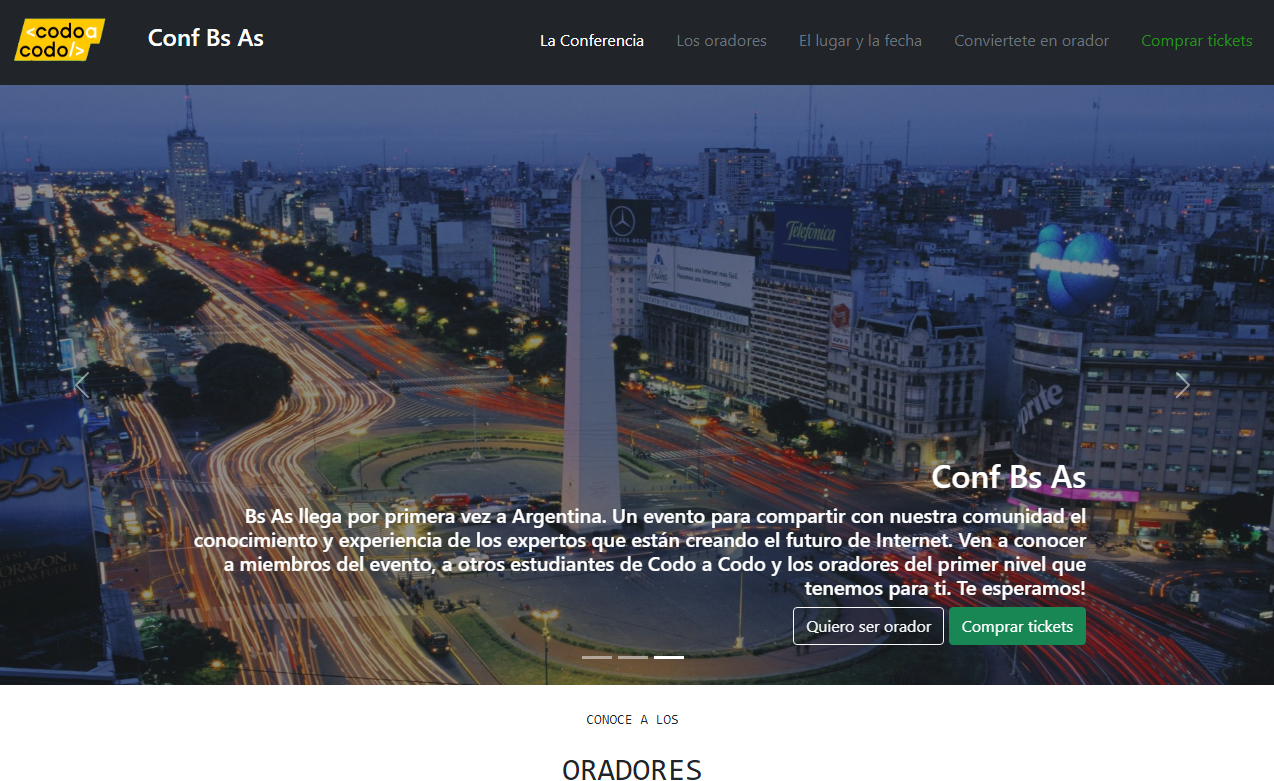 <codo a
codo/>
Conf Bs As
La Conferencia
Los oradores
El lugar y la fecha
Conviertete en orador
Comprar tickets
Telefonica
Panasonic
Sprite
Conf Bs As
Bs As llega por primera vez a Argentina. Un evento para compartir con nuestra comunidad el
conocimiento y experiencia de los expertos que están creando el futuro de Internet. Ven a conocer
a miembros del evento, a otros estudiantes de Codo a Codo y los oradores del primer nivel que
tenemos para ti. Te esperamos!
Quiero ser orador
Comprar tickets
CONOCE A LOS
ORADORES